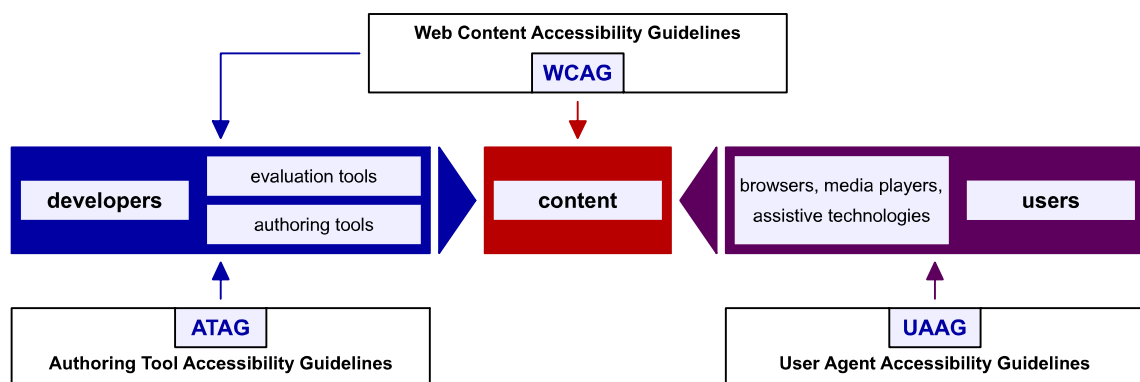 Web Content Accessibility Guidelines
WCAG
developers
evaluation tools
authoring tools
content
browsers, media players,
assistive technologies
users
ATAG
Authoring Tool Accessibility Guidelines
UAAG
User Agent Accessibility Guidelines